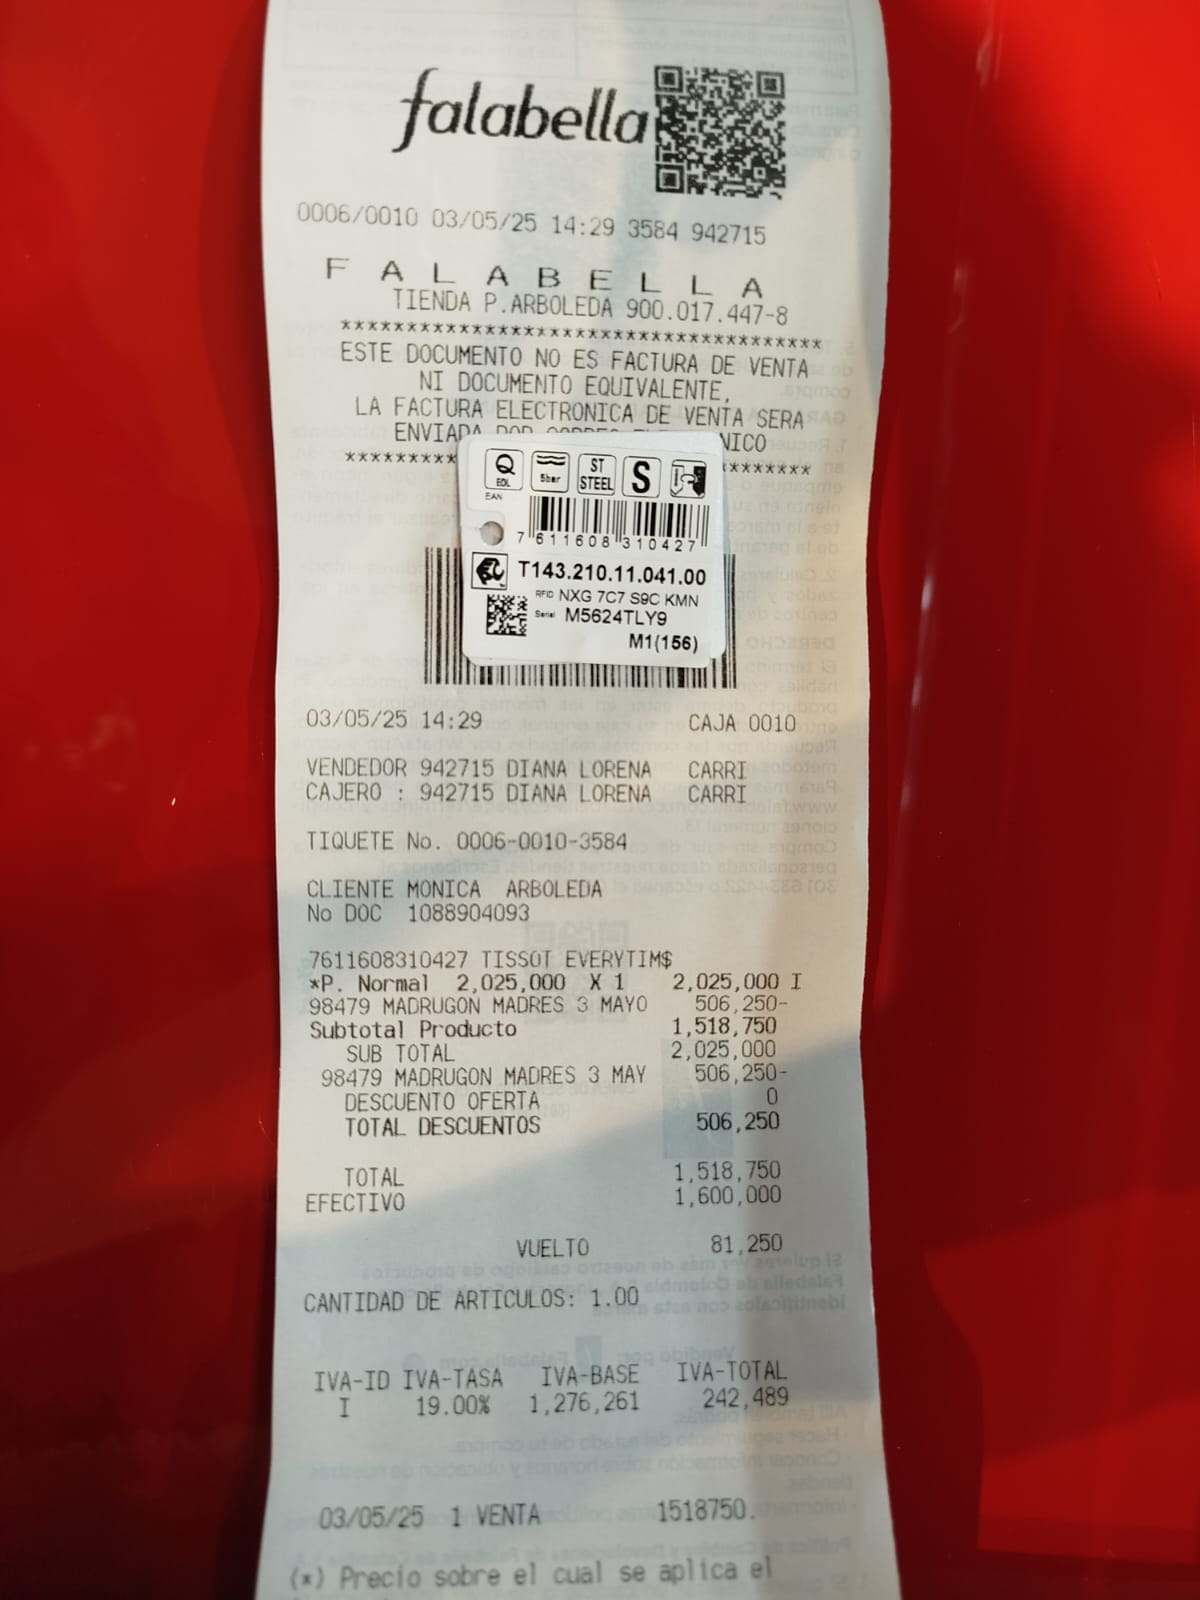 falabella
0006/0010 03/05/25 14:29 3584 942715
F A L A B E L L A
TIENDA P.ARBOLEDA 900.017.447-8
**************************************
ESTE DOCUMENTO NO ES FACTURA DE VENTA
NI DOCUMENTO EQUIVALENTE,
LA FACTURA ELECTRONICA DE VENTA SERA
ENVIADA POR CORREO ELECTRONICO
Q EOL 5bar ST STEEL S
EAN
7 611608 310427
T143.210.11.041.00
RFID NXG 7C7 S9C KMN
Serial M5624TLY9
M1(156)
03/05/25 14:29 CAJA 0010
VENDEDOR 942715 DIANA LORENA CARRI
CAJERO : 942715 DIANA LORENA CARRI
TIQUETE No. 0006-0010-3584
CLIENTE MONICA ARBOLEDA
No DOC 1088904093
7611608310427 TISSOT EVERYTIM$
*P. Normal 2,025,000 X 1 2,025,000 I
98479 MADRUGON MADRES 3 MAYO 506,250-
Subtotal Producto 1,518,750
SUB TOTAL 2,025,000
98479 MADRUGON MADRES 3 MAY 506,250-
DESCUENTO OFERTA 0
TOTAL DESCUENTOS 506,250
TOTAL 1,518,750
EFECTIVO 1,600,000
VUELTO 81,250
CANTIDAD DE ARTICULOS: 1.00
IVA-ID IVA-TASA IVA-BASE IVA-TOTAL
I 19.00% 1,276,261 242,489
03/05/25 1 VENTA 1518750.
(*) Precio sobre el cual se aplica el